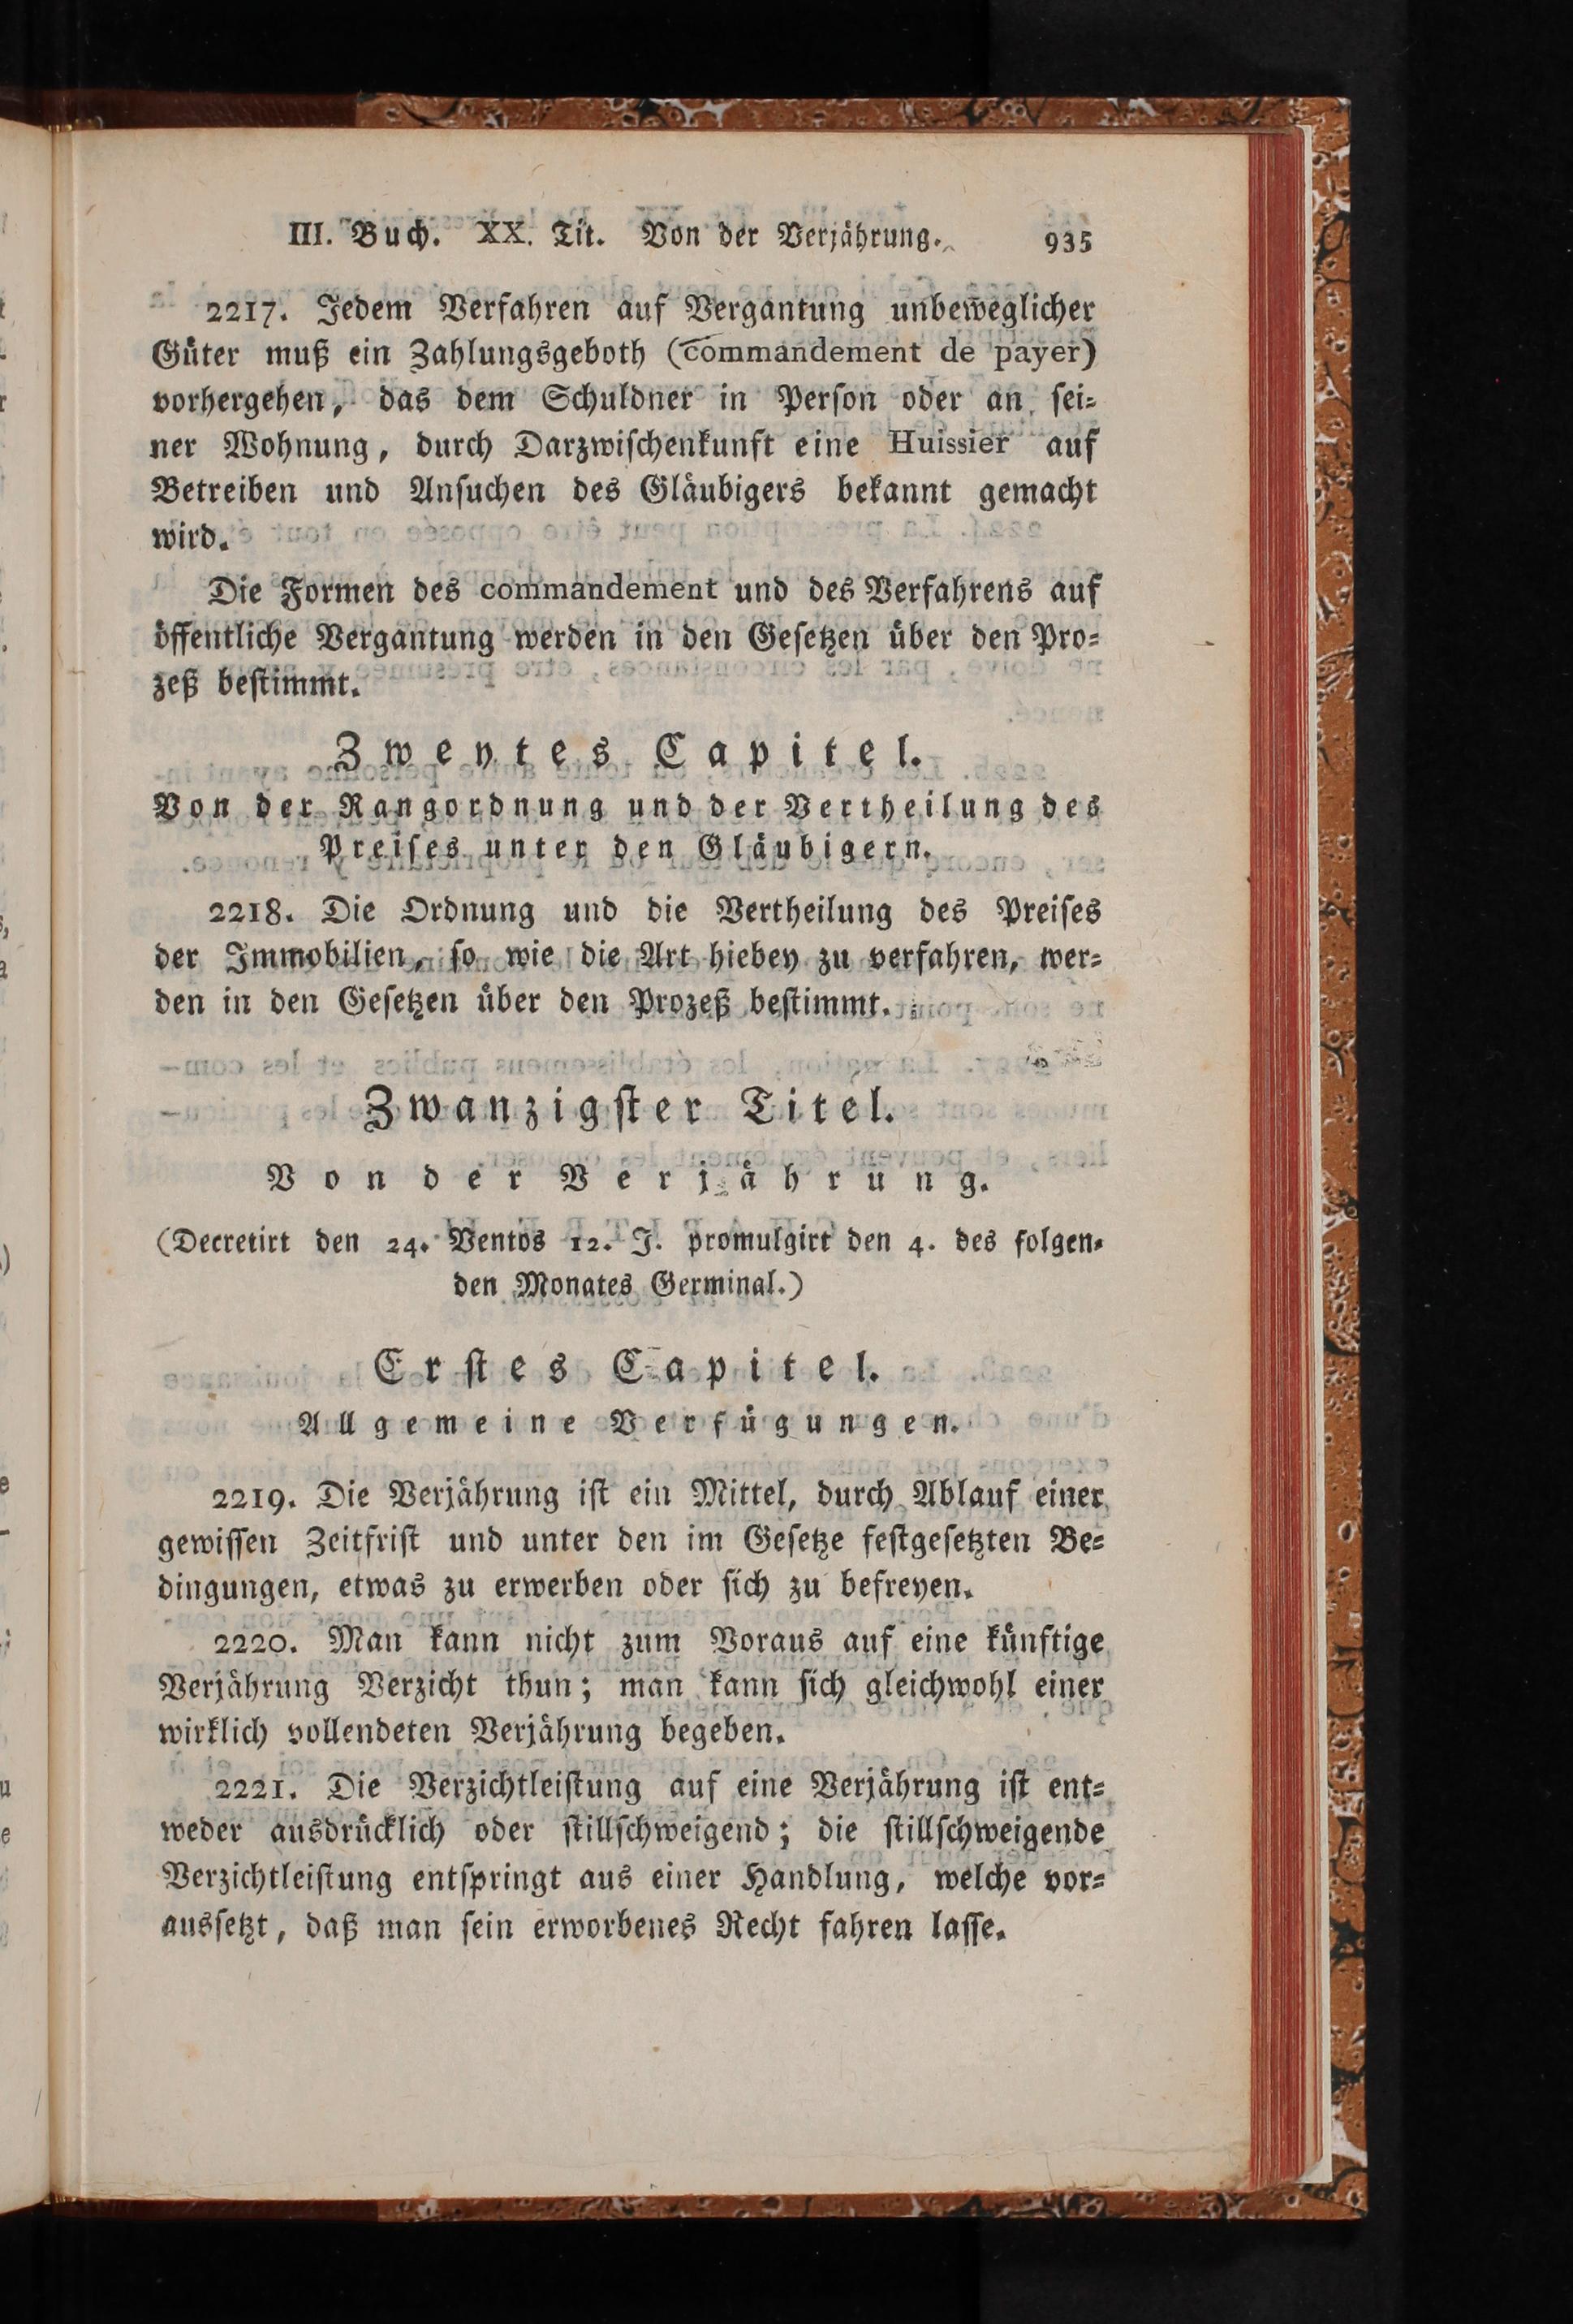 III. Buch. XX. Tit. Von der Verjährung. 935
2217. Jedem Verfahren auf Vergantung unbeweglicher
Güter muß ein Zahlungsgeboth (commandement de payer)
vorhergehen, das dem Schuldner in Person oder an sei-
ner Wohnung, durch Darzwischenkunft eine Huissier auf
Betreiben und Ansuchen des Gläubigers bekannt gemacht
wird.
Die Formen des commandement und des Verfahrens auf
öffentliche Vergantung werden in den Gesetzen über den Pro-
zeß bestimmt.
Zweytes Capitel.
Von der Rangordnung und der Vertheilung des
Preises unter den Gläubigern.
2218. Die Ordnung und die Vertheilung des Preises
der Immobilien, so wie die Art hiebey zu verfahren, wer-
den in den Gesetzen über den Prozeß bestimmt.
Zwanzigster Titel.
Von der Verjährung.
(Decretirt den 24. Ventos 12. J. promulgirt den 4. des folgen-
den Monates Germinal.)
Erstes Capitel.
Allgemeine Verfügungen.
2219. Die Verjährung ist ein Mittel, durch Ablauf einer
gewissen Zeitfrist und unter den im Gesetze festgesetzten Be-
dingungen, etwas zu erwerben oder sich zu befreyen.
2220. Man kann nicht zum Voraus auf eine künftige
Verjährung Verzicht thun; man kann sich gleichwohl einer
wirklich vollendeten Verjährung begeben.
2221. Die Verzichtleistung auf eine Verjährung ist ent-
weder ausdrücklich oder stillschweigend; die stillschweigende
Verzichtleistung entspringt aus einer Handlung, welche vor-
aussetzt, daß man sein erworbenes Recht fahren lasse.